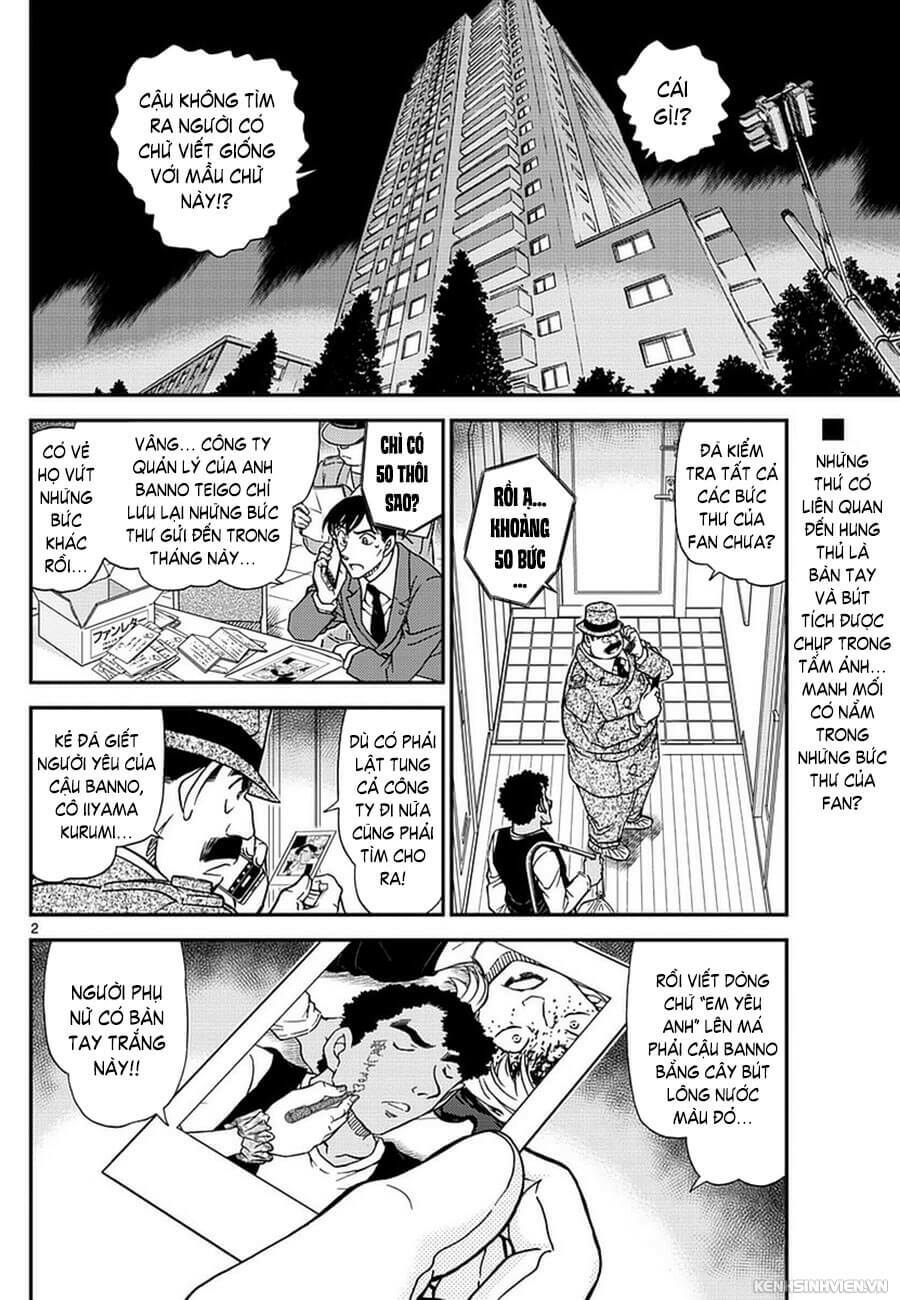 CÁI
GÌ!?
CẬU KHÔNG TÌM
RA NGƯỜI CÓ
CHỮ VIẾT GIỐNG
VỚI MẪU CHỮ
NÀY!?
NHỮNG
THỨ CÓ
LIÊN QUAN
ĐẾN HUNG
THỦ LÀ
BÀN TAY
VÀ BÚT
TÍCH ĐƯỢC
CHỤP TRONG
TẤM ẢNH...
MANH MỐI
CÓ NẰM
TRONG
NHỮNG BỨC
THƯ CỦA
FAN?
ĐÃ KIỂM
TRA TẤT CẢ
CÁC BỨC
THƯ CỦA
FAN CHƯA?
RỒI Ạ...
KHOẢNG
50 BỨC
...
CHỈ CÓ
50 THÔI
SAO?
VÂNG... CÔNG TY
QUẢN LÝ CỦA ANH
BANNO TEIGO CHỈ
LƯU LẠI NHỮNG BỨC
THƯ GỬI ĐẾN TRONG
THÁNG NÀY...
CÓ VẺ
HỌ VỨT
NHỮNG
BỨC
KHÁC
RỒI...
ファンレター
DÙ CÓ PHẢI
LẬT TUNG
CẢ CÔNG
TY ĐI NỮA
CŨNG PHẢI
TÌM CHO
RA!
KẺ ĐÃ GIẾT
NGƯỜI YÊU CỦA
CẬU BANNO,
CÔ IIYAMA
KURUMI...
2
RỒI VIẾT DÒNG
CHỮ "EM YÊU
ANH" LÊN MÁ
PHẢI CẬU BANNO
BẰNG CÂY BÚT
LÔNG NƯỚC
MÀU ĐỎ...
NGƯỜI PHỤ
NỮ CÓ BÀN
TAY TRẮNG
NÀY!!
KENHSINHVIEN.VN